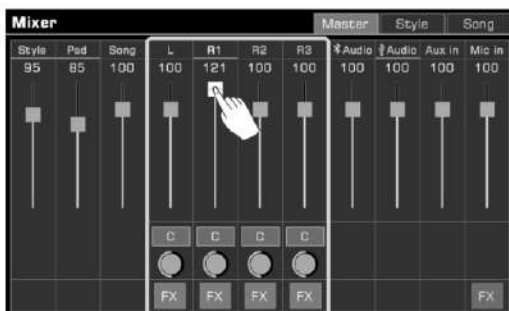 Mixer Master Style Song
Style Pad Song L R1 R2 R3 Audio Audio Aux in Mic in
95 85 100 100 121 100 100 100 100 100 100
C C C C
FX FX FX FX FX